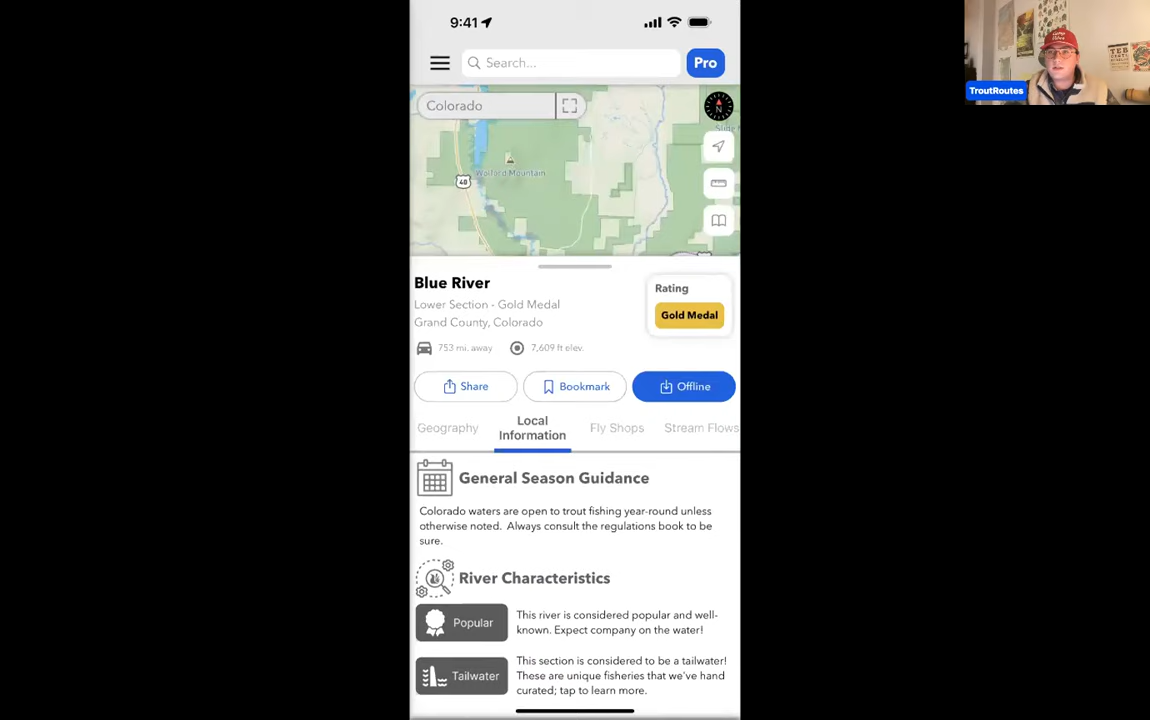 9:41
Search...
Pro
Colorado
N
40
Wolford Mountain
TroutRoutes
Blue River
Lower Section - Gold Medal
Grand County, Colorado
Rating
Gold Medal
753 mi. away
7,609 ft elev.
Share
Bookmark
Offline
Geography
Local
Information
Fly Shops
Stream Flows
General Season Guidance
Colorado waters are open to trout fishing year-round unless
otherwise noted. Always consult the regulations book to be
sure.
River Characteristics
Popular
This river is considered popular and well-
known. Expect company on the water!
Tailwater
This section is considered to be a tailwater!
These are unique fisheries that we've hand
curated; tap to learn more.